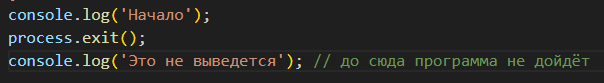 console.log('Начало');
process.exit();
console.log('Это не выведется'); // до сюда программа не дойдёт